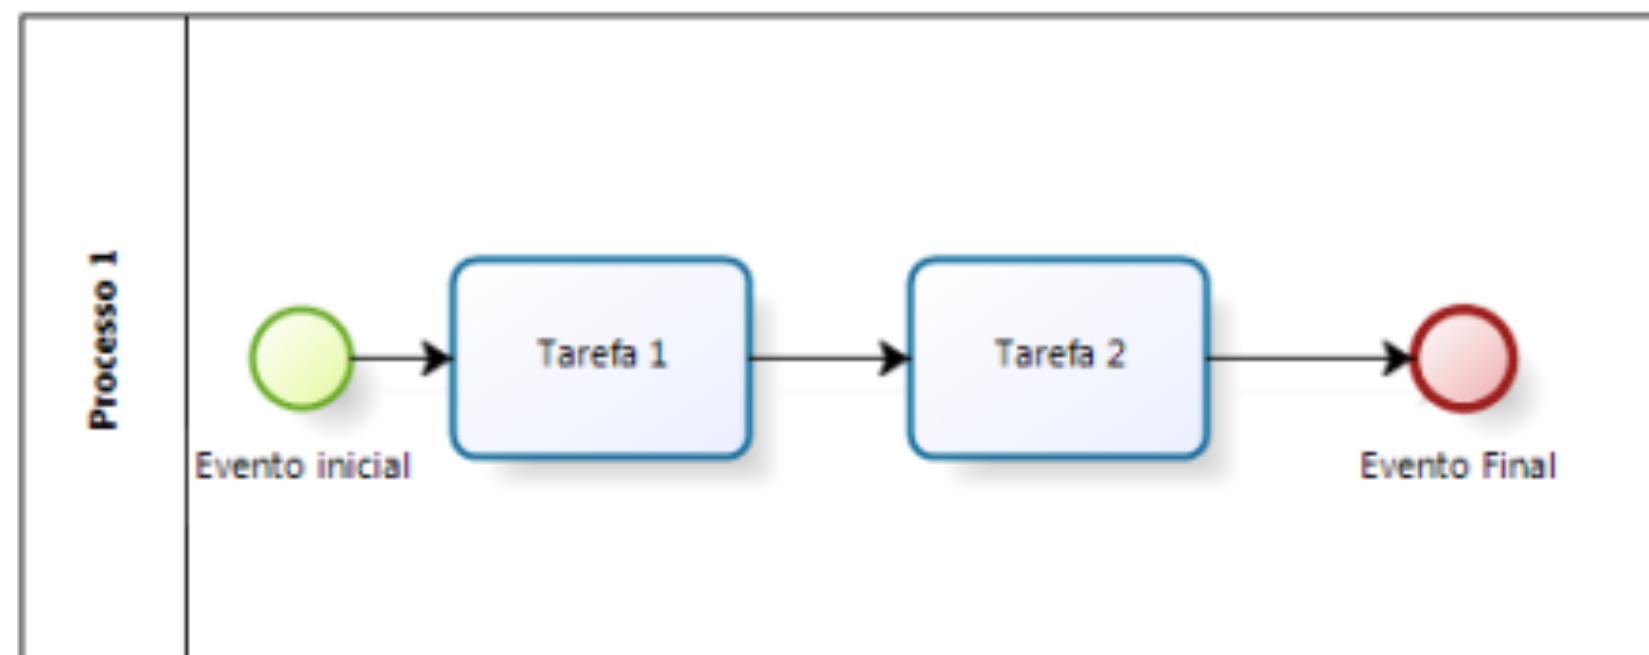 Processo 1
Evento inicial
Tarefa 1
Tarefa 2
Evento Final